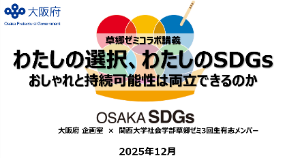 大阪府
Osaka Prefectural Government
草郷ゼミコラボ講義
わたしの選択、わたしのSDGs
おしゃれと持続可能性は両立できるのか
OSAKA SDGs
大阪府 企画室 × 関西大学社会学部草郷ゼミ3回生有志メンバー
2025年12月